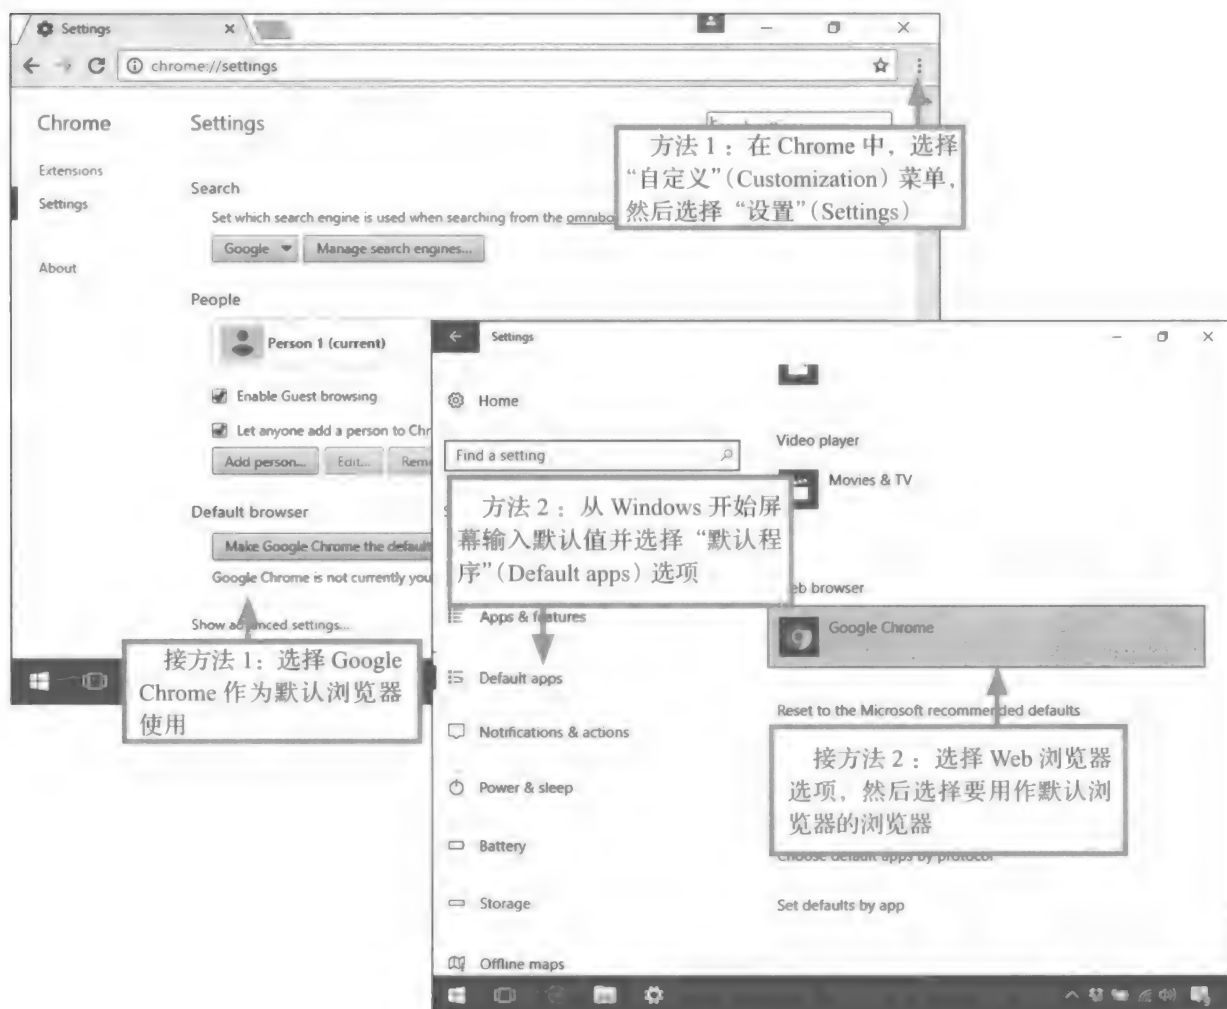 Settings
chrome://settings
Chrome
Settings
Extensions
Settings
About
方法 1：在 Chrome 中，选择
“自定义”（Customization）菜单，
然后选择“设置”（Settings）
Search
Set which search engine is used when searching from the omnibo
Google
Manage search engines...
People
Person 1 (current)
Enable Guest browsing
Let anyone add a person to Chr
Add person...
Edit...
Rem
Default browser
Make Google Chrome the default
Google Chrome is not currently you
Show advanced settings...
接方法 1：选择 Google
Chrome 作为默认浏览器
使用
Settings
Home
Find a setting
方法 2：从 Windows 开始屏
幕输入默认值并选择“默认程
序”（Default apps）选项
Apps & features
Default apps
Notifications & actions
Power & sleep
Battery
Storage
Offline maps
Video player
Movies & TV
eb browser
Google Chrome
Reset to the Microsoft recommended defaults
接方法 2：选择 Web 浏览器
选项，然后选择要用作默认浏
览器的浏览器
Choose default apps by protocol
Set defaults by app